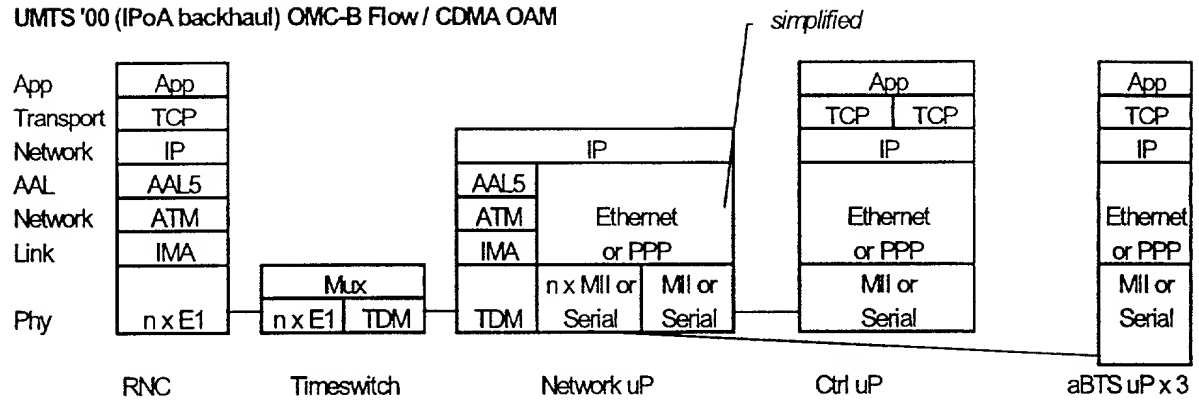 UMTS '00 (IPoA backhaul) OMC-B Flow / CDMA OAM
simplified
App App App App
Transport TCP TCP TCP TCP
Network IP IP IP IP
AAL AAL5 AAL5
Network ATM ATM Ethernet Ethernet Ethernet
Link IMA IMA or PPP or PPP or PPP
Mux n x MII or MII or MII or MII or
Phy n x E1 n x E1 TDM TDM Serial Serial Serial Serial
RNC Timeswitch Network uP Ctrl uP aBTS uP x 3